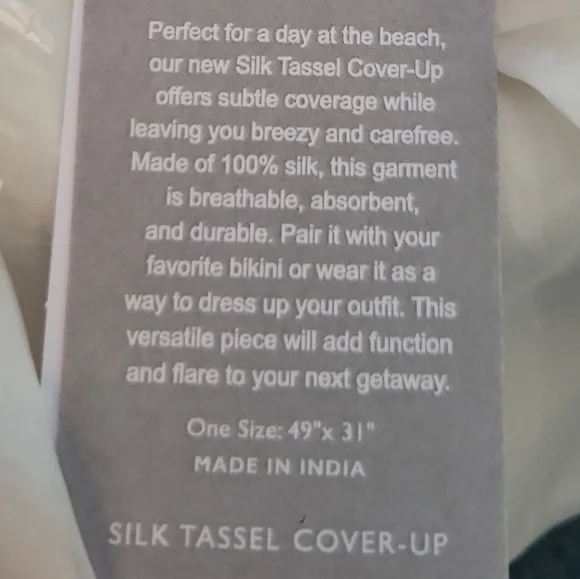 Perfect for a day at the beach,
our new Silk Tassel Cover-Up
offers subtle coverage while
leaving you breezy and carefree.
Made of 100% silk, this garment
is breathable, absorbent,
and durable. Pair it with your
favorite bikini or wear it as a
way to dress up your outfit. This
versatile piece will add function
and flare to your next getaway.
One Size: 49"x 31"
MADE IN INDIA
SILK TASSEL COVER-UP